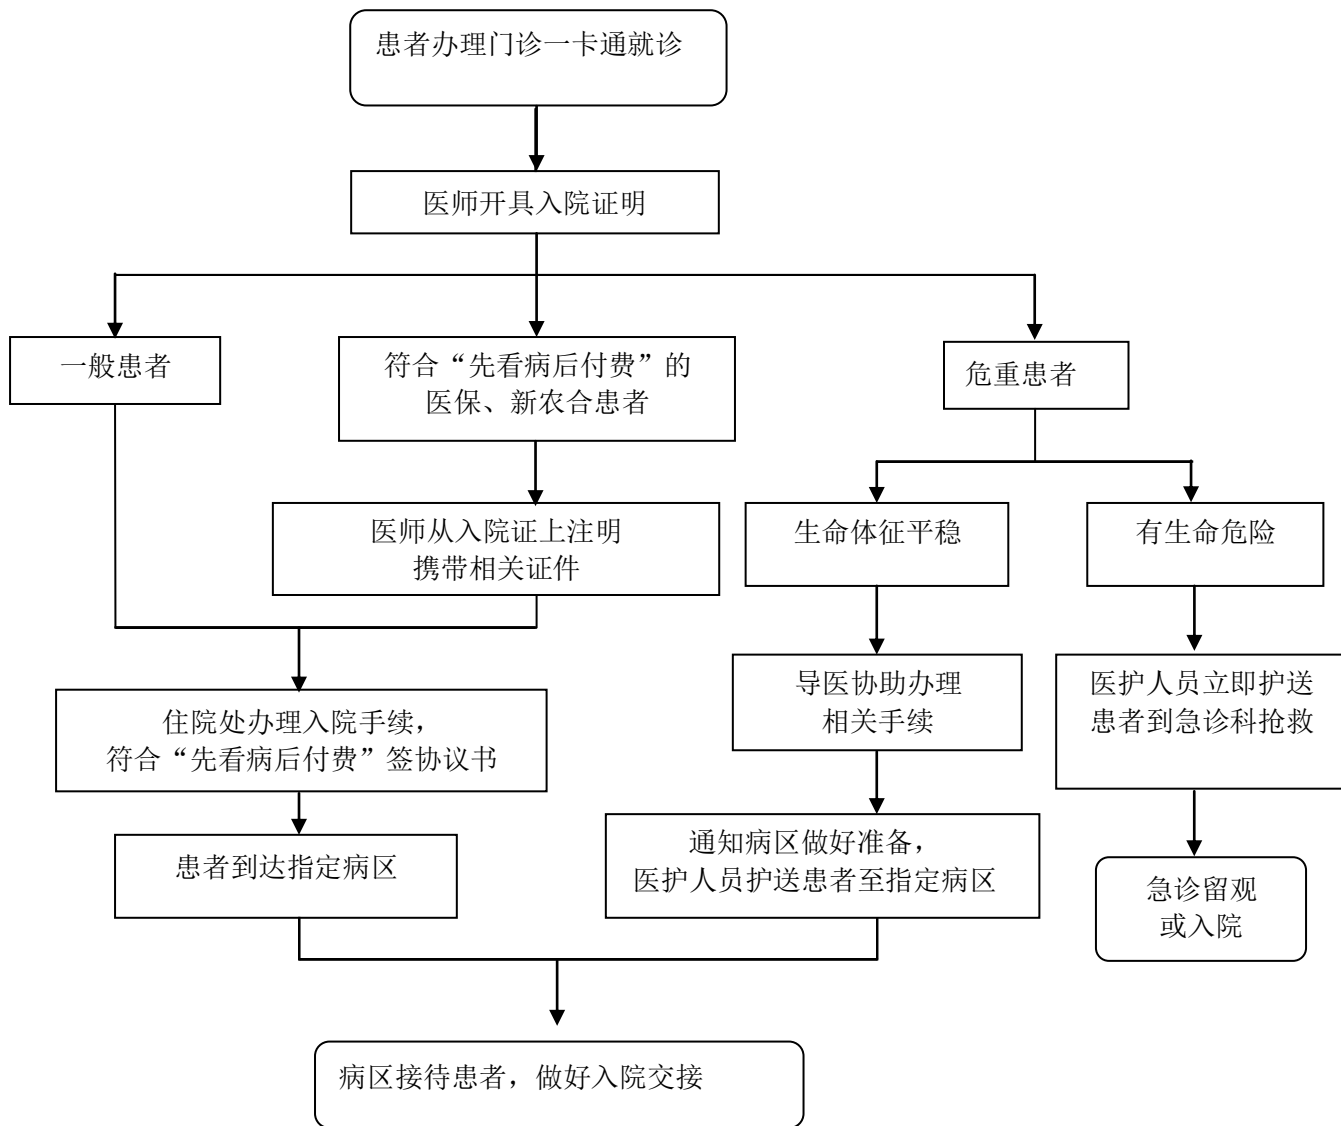 患者办理门诊一卡通就诊
医师开具入院证明
一般患者
符合“先看病后付费”的
医保、新农合患者
危重患者
医师从入院证上注明
携带相关证件
生命体征平稳
有生命危险
住院处办理入院手续，
符合“先看病后付费”签协议书
导医协助办理
相关手续
医护人员立即护送
患者到急诊科抢救
患者到达指定病区
通知病区做好准备，
医护人员护送患者至指定病区
急诊留观
或入院
病区接待患者，做好入院交接